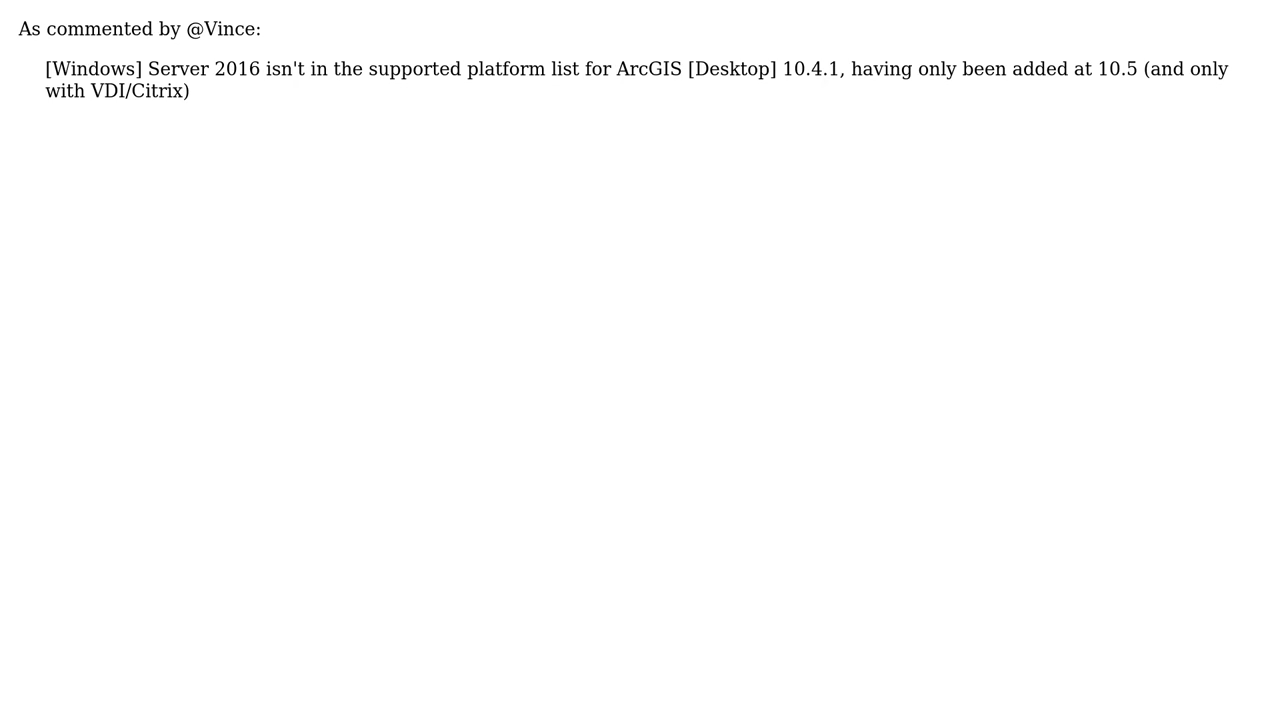 As commented by @Vince:
[Windows] Server 2016 isn't in the supported platform list for ArcGIS [Desktop] 10.4.1, having only been added at 10.5 (and only
with VDI/Citrix)